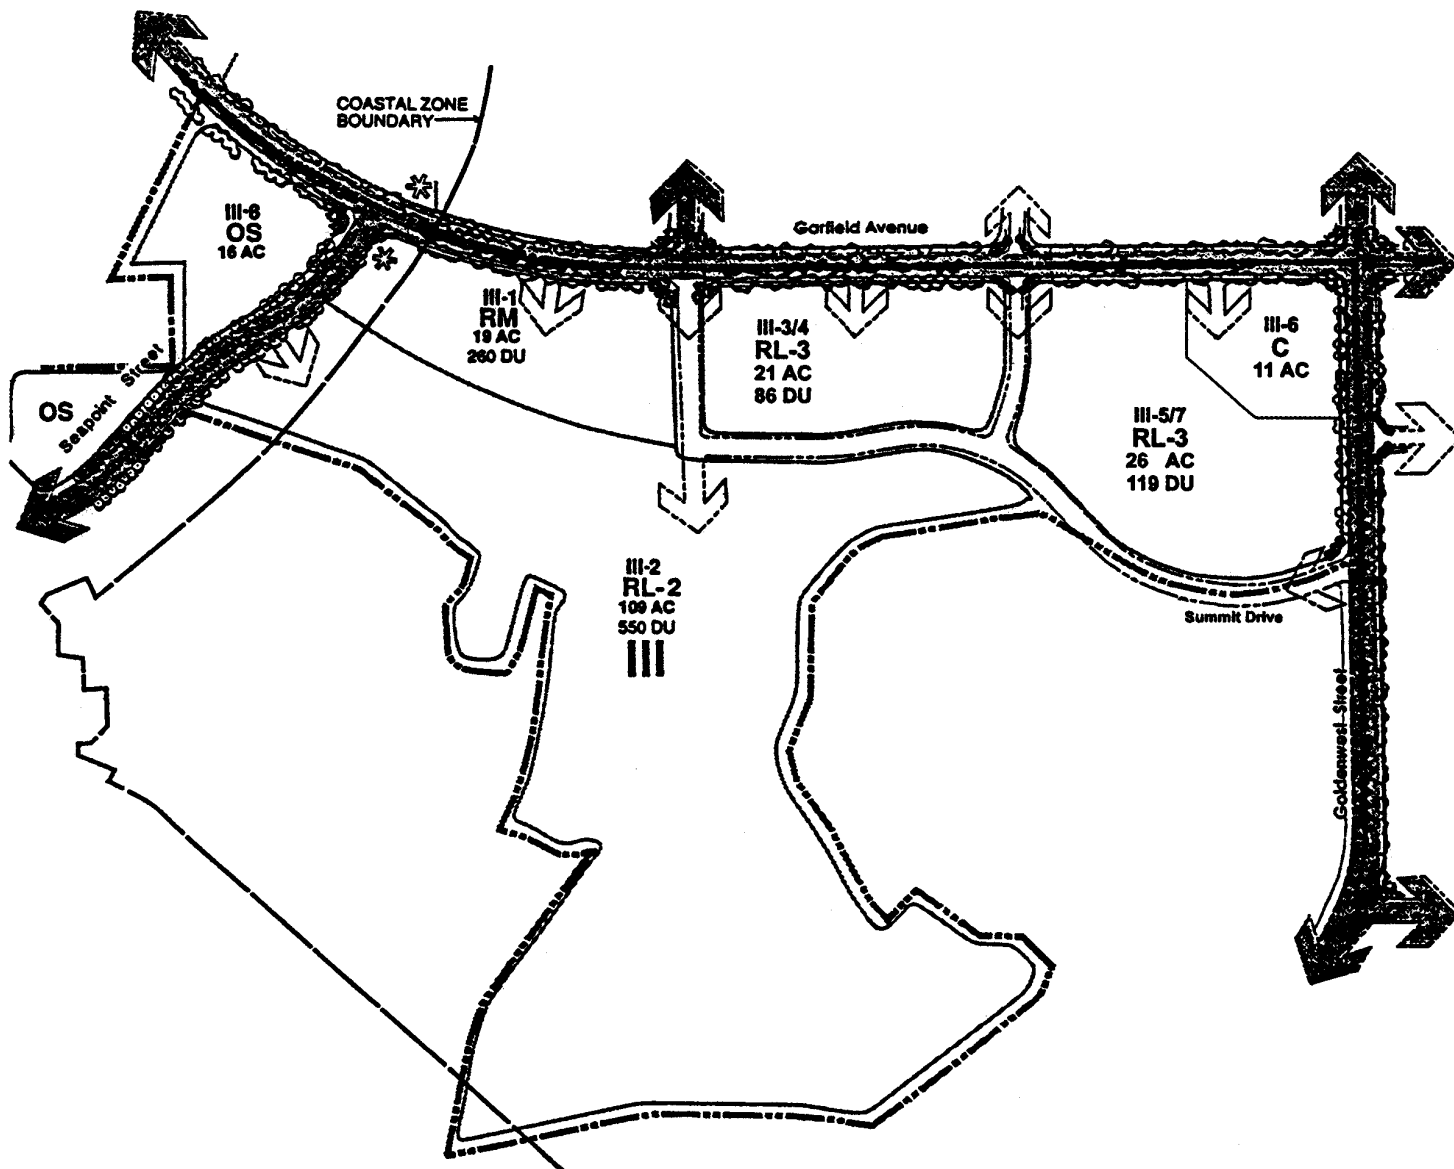 COASTAL ZONE
BOUNDARY
III-8
OS
16 AC
Garfield Avenue
III-1
RM
19 AC
260 DU
III-3/4
RL-3
21 AC
86 DU
III-6
C
11 AC
OS
Seapoint Street
III-5/7
RL-3
26 AC
119 DU
III-2
RL-2
109 AC
550 DU
III
Summit Drive
Goldenwest Street